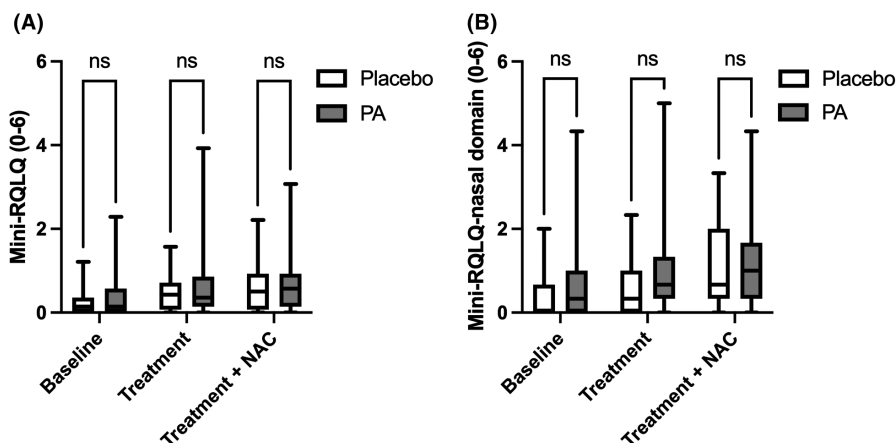 (A)
Mini-RQLQ (0-6)
6
4
2
0
ns
ns
ns
Placebo
PA
Baseline
Treatment
Treatment + NAC
(B)
Mini-RQLQ-nasal domain (0-6)
6
4
2
0
ns
ns
ns
Placebo
PA
Baseline
Treatment
Treatment + NAC